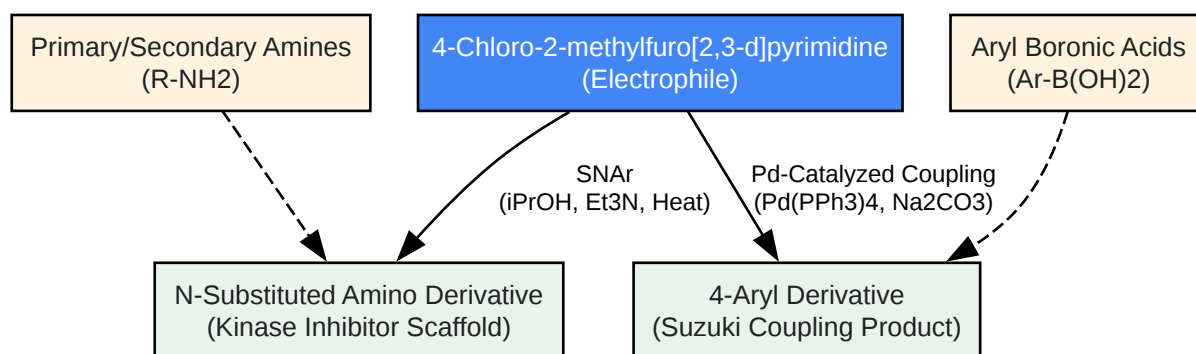 Primary/Secondary Amines
(R-NH2)
4-Chloro-2-methylfuro[2,3-d]pyrimidine
(Electrophile)
Aryl Boronic Acids
(Ar-B(OH)2)
SNAr
(iPrOH, Et3N, Heat)
Pd-Catalyzed Coupling
(Pd(PPh3)4, Na2CO3)
N-Substituted Amino Derivative
(Kinase Inhibitor Scaffold)
4-Aryl Derivative
(Suzuki Coupling Product)